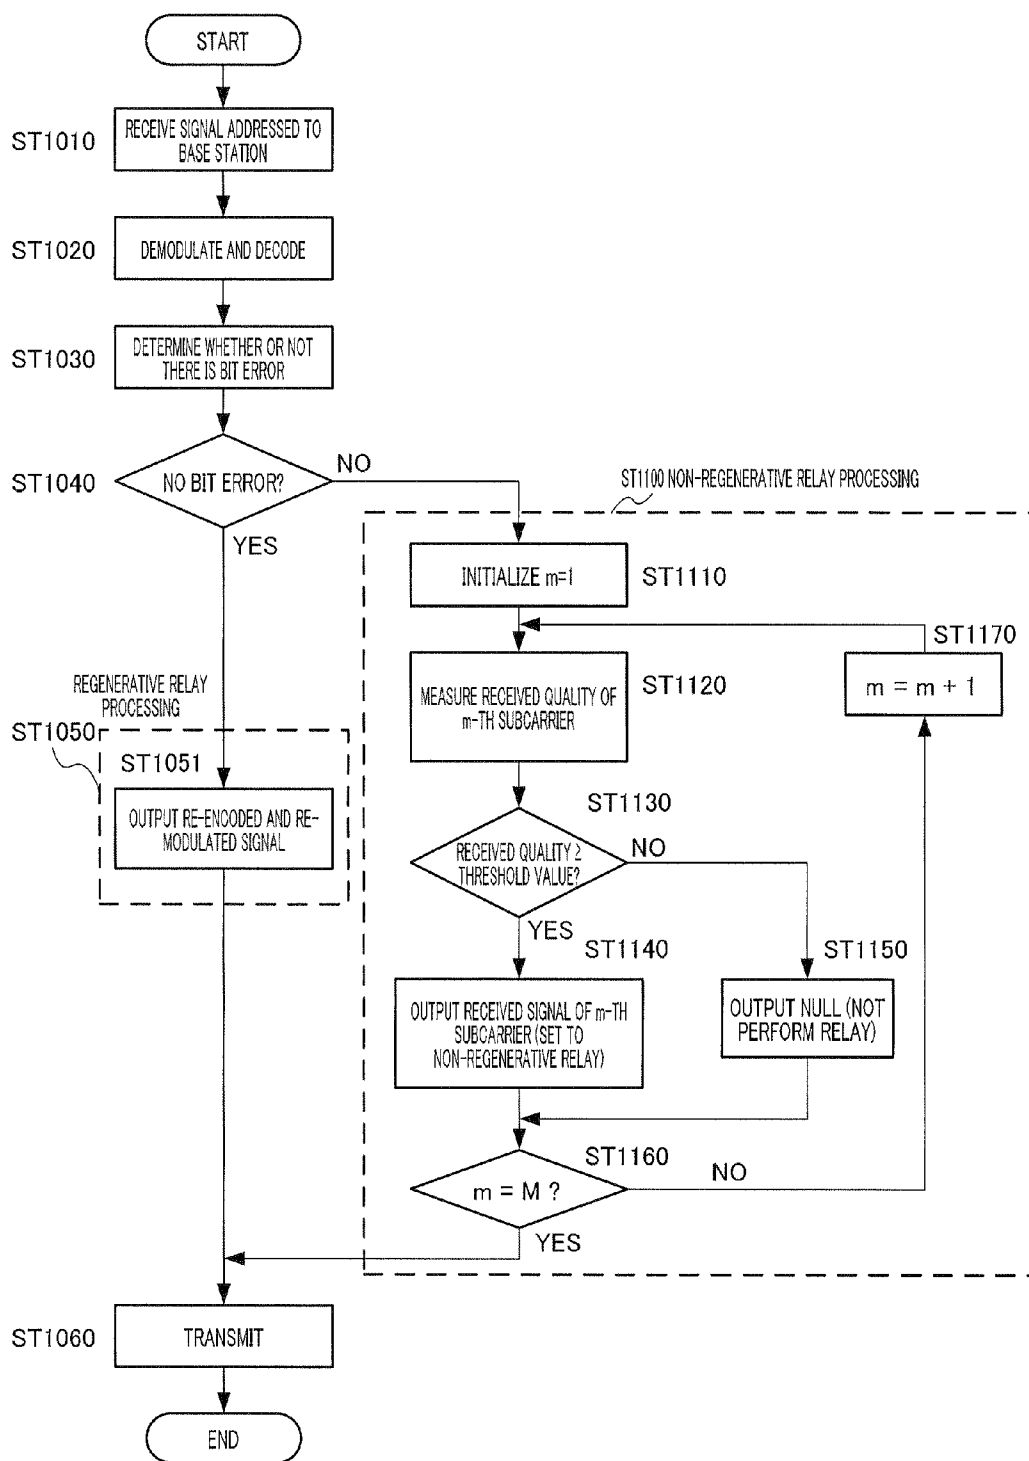 START
ST1010
RECEIVE SIGNAL ADDRESSED TO
BASE STATION
ST1020
DEMODULATE AND DECODE
ST1030
DETERMINE WHETHER OR NOT
THERE IS BIT ERROR
ST1040
NO BIT ERROR?
NO
YES
ST1100 NON-REGENERATIVE RELAY PROCESSING
INITIALIZE m=1
ST1110
ST1170
m = m + 1
MEASURE RECEIVED QUALITY OF
m-TH SUBCARRIER
ST1120
REGENERATIVE RELAY
PROCESSING
ST1050
ST1051
OUTPUT RE-ENCODED AND RE-
MODULATED SIGNAL
ST1130
RECEIVED QUALITY ≥
THRESHOLD VALUE?
NO
YES
ST1140
OUTPUT RECEIVED SIGNAL OF m-TH
SUBCARRIER (SET TO
NON-REGENERATIVE RELAY)
ST1150
OUTPUT NULL (NOT
PERFORM RELAY)
ST1160
m = M ?
NO
YES
ST1060
TRANSMIT
END